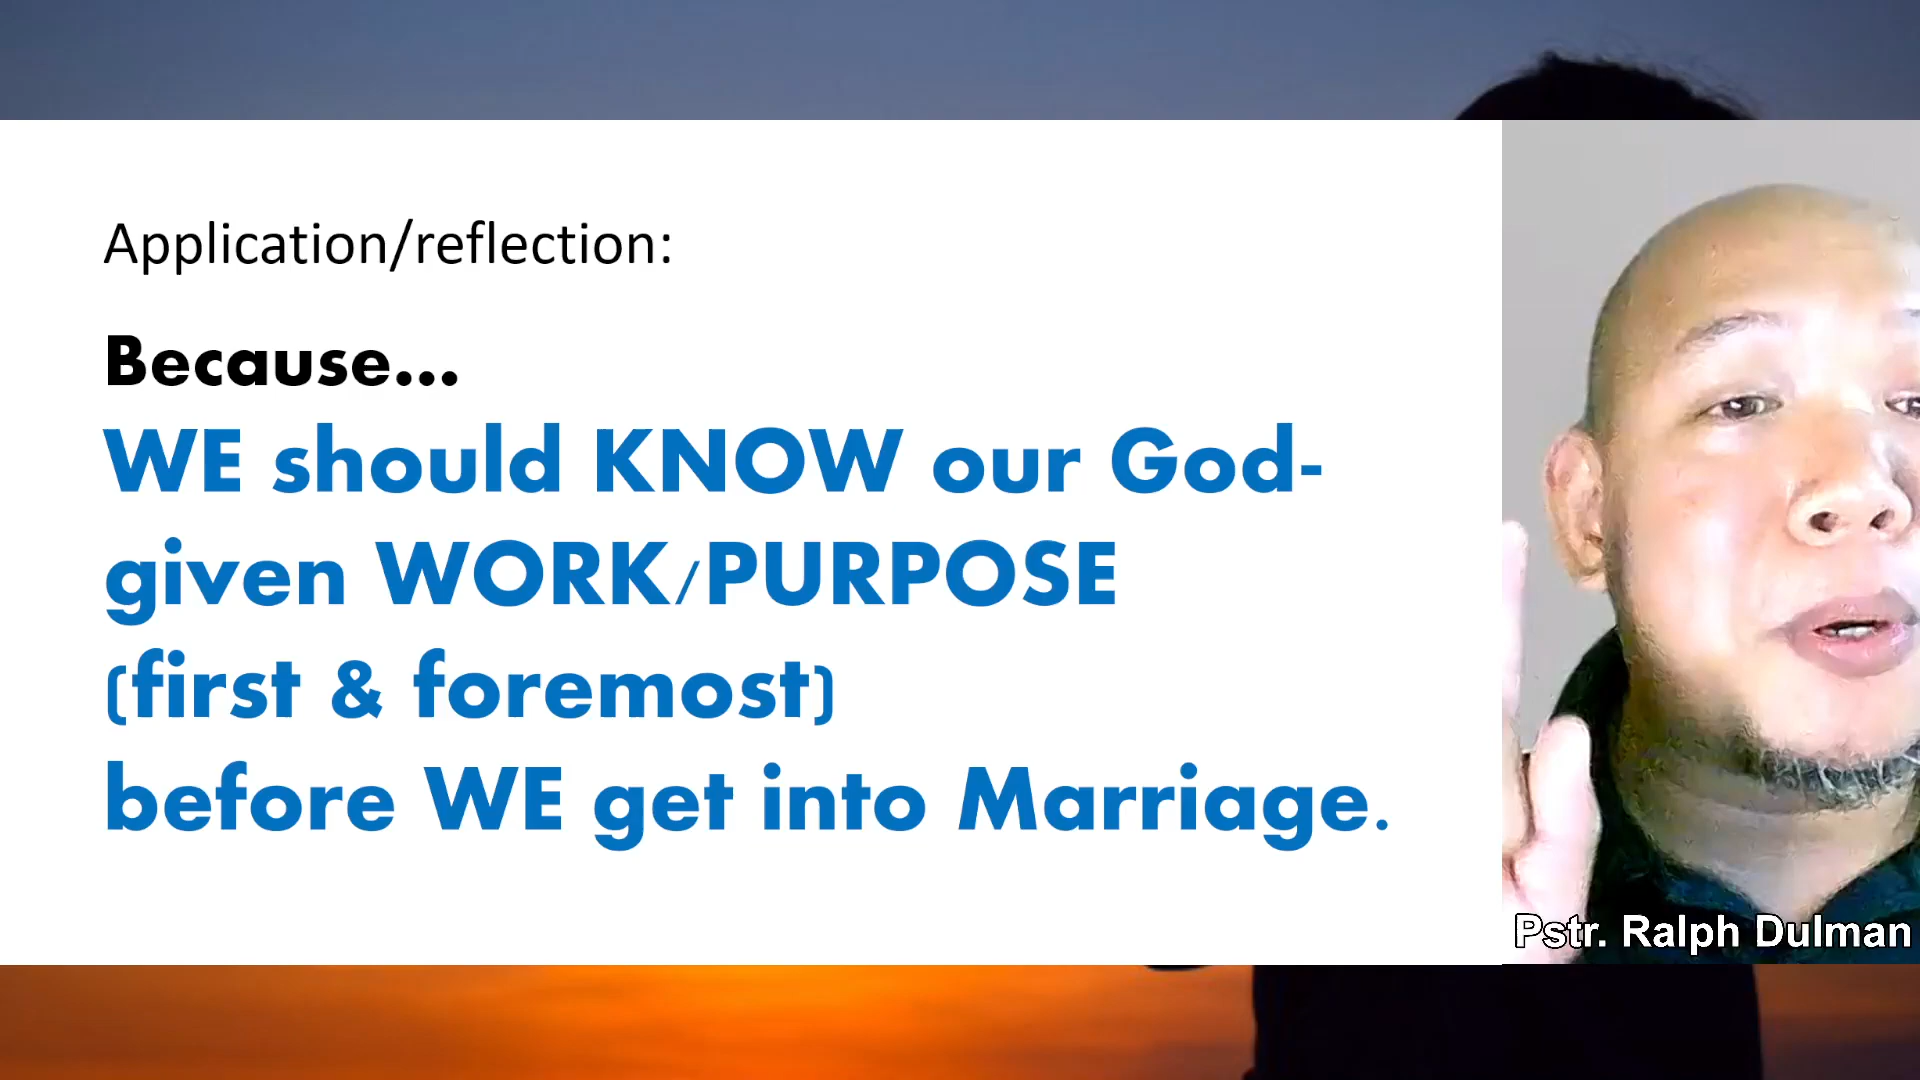 Application/reflection:
Because...
WE should KNOW our God-
given WORK/PURPOSE
(first & foremost)
before WE get into Marriage.
Pstr. Ralph Dulman